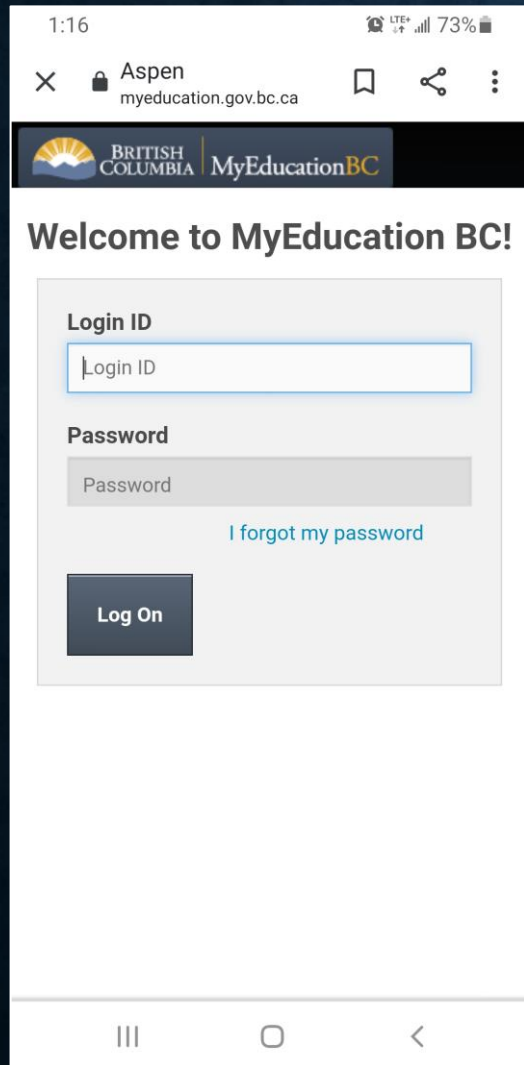 1:16 LTE+ 73%
Aspen
myeducation.gov.bc.ca
BRITISH
COLUMBIA MyEducationBC
Welcome to MyEducation BC!
Login ID
Login ID
Password
Password
I forgot my password
Log On